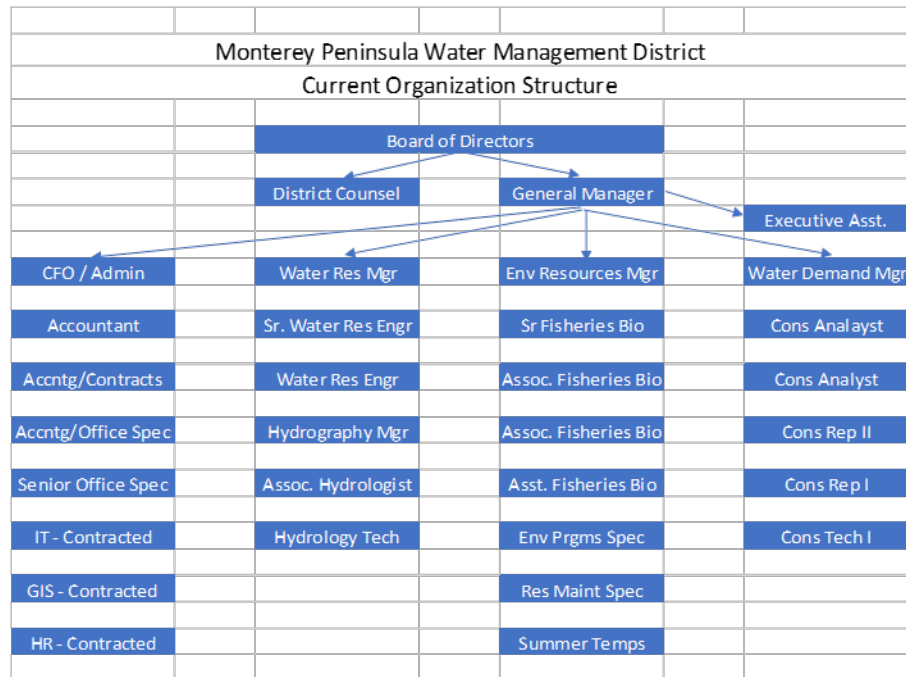 Monterey Peninsula Water Management District
Current Organization Structure
Board of Directors
District Counsel General Manager
Executive Asst.
CFO / Admin Water Res Mgr Env Resources Mgr Water Demand Mgr
Accountant Sr. Water Res Engr Sr Fisheries Bio Cons Analayst
Accntg/Contracts Water Res Engr Assoc. Fisheries Bio Cons Analyst
Accntg/Office Spec Hydrography Mgr Assoc. Fisheries Bio Cons Rep II
Senior Office Spec Assoc. Hydrologist Asst. Fisheries Bio Cons Rep I
IT - Contracted Hydrology Tech Env Prgms Spec Cons Tech I
GIS - Contracted Res Maint Spec
HR - Contracted Summer Temps